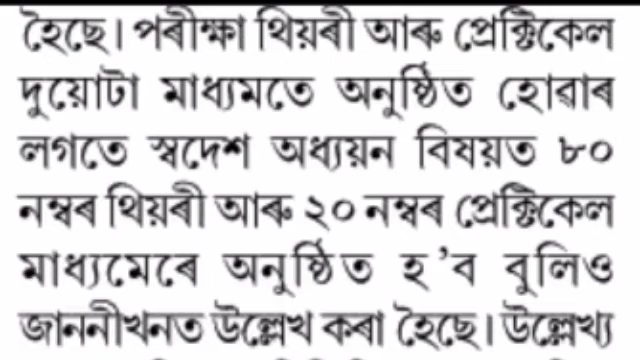 হৈছে। পৰীক্ষা থিয়ৰী আৰু প্ৰেক্টিকেল
দুয়োটা মাধ্যমতে অনুষ্ঠিত হোৱাৰ
লগতে স্বদেশ অধ্যয়ন বিষয়ত ৮০
নম্বৰ থিয়ৰী আৰু ২০ নম্বৰ প্ৰেক্টিকেল
মাধ্যমেৰে অনুষ্ঠিত হ'ব বুলিও
জাননীখনত উল্লেখ কৰা হৈছে। উল্লেখ্য